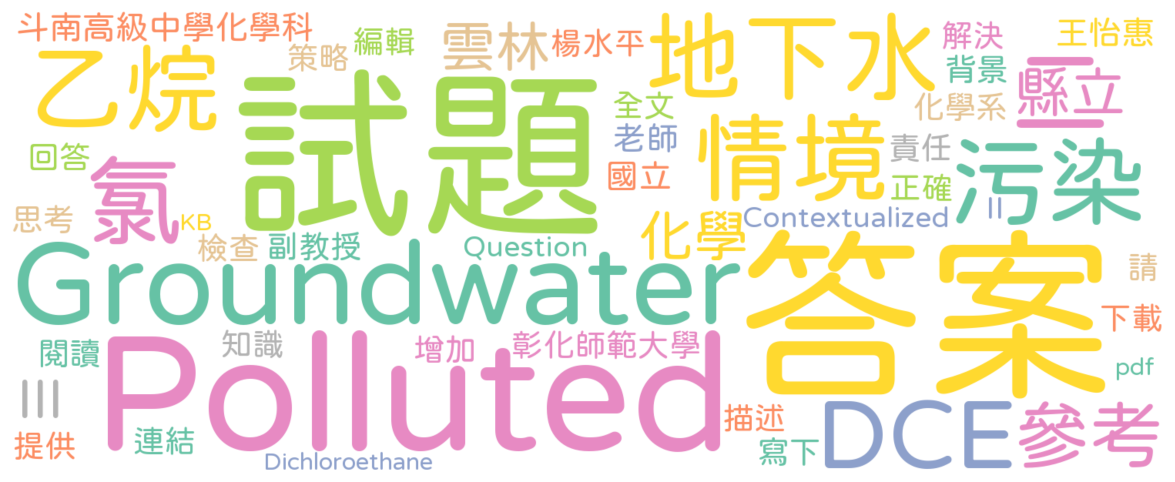 斗南高級中學化學科
策略
編輯
雲林
楊水平
地下水
解決
王怡惠
乙烷
試題
背景
縣立
全文
化學系
老師
情境
責任
污染
回答
氯
國立
正確
思考
KB
檢查
副教授
Question
化學
Contextualized
II
Groundwater
答案
請
閱讀
知識
增加
彰化師範大學
下載
Polluted
pdf
III
提供
連結
Dichloroethane
描述
寫下
DCE
參考